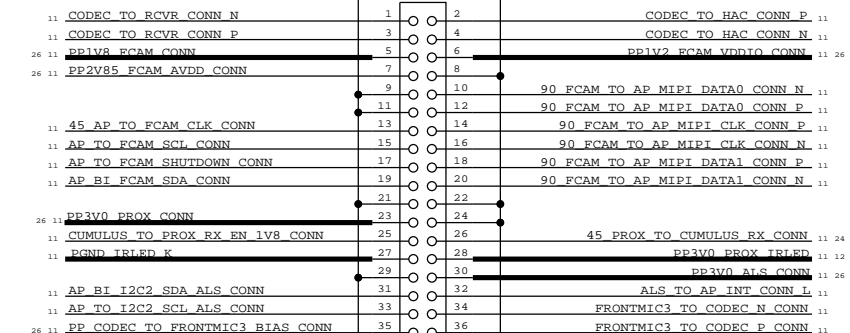 11 CODEC_TO_RCVR_CONN_N 1 2 CODEC_TO_HAC_CONN_P 11
11 CODEC_TO_RCVR_CONN_P 3 4 CODEC_TO_HAC_CONN_N 11
26 11 PP1V8_FCAM_CONN 5 6 PP1V2_FCAM_VDDIO_CONN 11 26
26 11 PP2V85_FCAM_AVDD_CONN 7 8
9 10 90_FCAM_TO_AP_MIPI_DATA0_CONN_N 11
11 12 90_FCAM_TO_AP_MIPI_DATA0_CONN_P 11
11 45_AP_TO_FCAM_CLK_CONN 13 14 90_FCAM_TO_AP_MIPI_CLK_CONN_P 11
11 AP_TO_FCAM_SCL_CONN 15 16 90_FCAM_TO_AP_MIPI_CLK_CONN_N 11
11 AP_TO_FCAM_SHUTDOWN_CONN 17 18 90_FCAM_TO_AP_MIPI_DATA1_CONN_P 11
11 AP_BI_FCAM_SDA_CONN 19 20 90_FCAM_TO_AP_MIPI_DATA1_CONN_N 11
21 22
26 11 PP3V0_PROX_CONN 23 24
11 CUMULUS_TO_PROX_RX_EN_1V8_CONN 25 26 45_PROX_TO_CUMULUS_RX_CONN 11 24
11 PGND_IRLED_K 27 28 PP3V0_PROX_IRLED 11 12
29 30 PP3V0_ALS_CONN 11 26
11 AP_BI_I2C2_SDA_ALS_CONN 31 32 ALS_TO_AP_INT_CONN_L 11
11 AP_TO_I2C2_SCL_ALS_CONN 33 34 FRONTMIC3_TO_CODEC_N_CONN 11
26 11 PP_CODEC_TO_FRONTMIC3_BIAS_CONN 35 36 FRONTMIC3_TO_CODEC_P_CONN 11